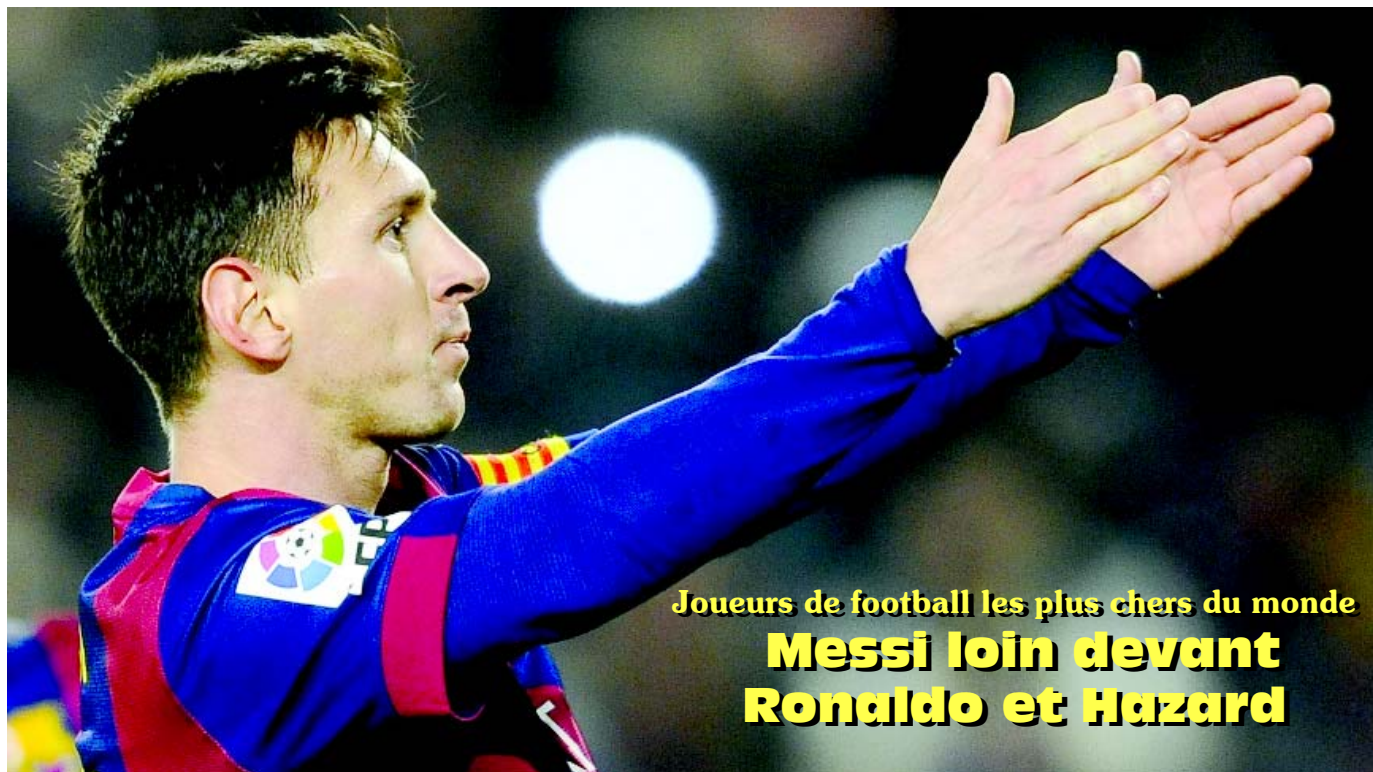 Joueurs de football les plus chers du monde
Messi loin devant
Ronaldo et Hazard